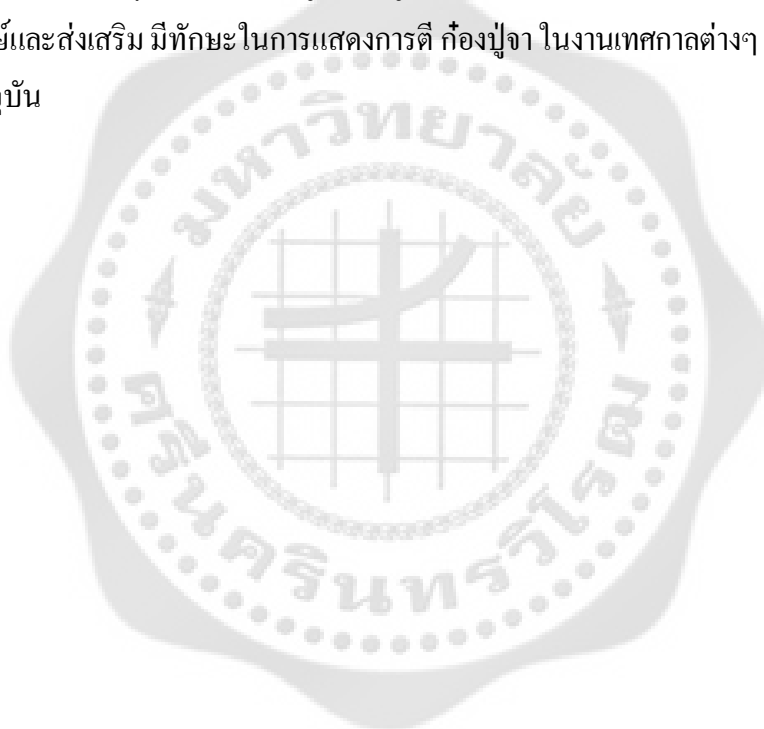 และส่งเสริม มีทักษะในการแสดงการตี ก๋องปู่จา ในงานเทศกาลต่างๆ
มหาวิทยาลัย
ศรีนครินทรวิโรฒ